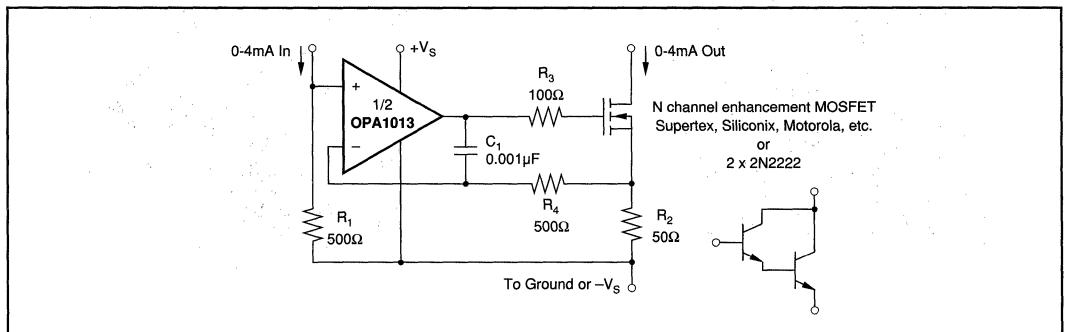 0-4mA In
+V_S
0-4mA Out
+
1/2
OPA1013
–
R_3
100Ω
C_1
0.001µF
R_4
500Ω
R_1
500Ω
R_2
50Ω
N channel enhancement MOSFET
Supertex, Siliconix, Motorola, etc.
or
2 x 2N2222
To Ground or –V_S